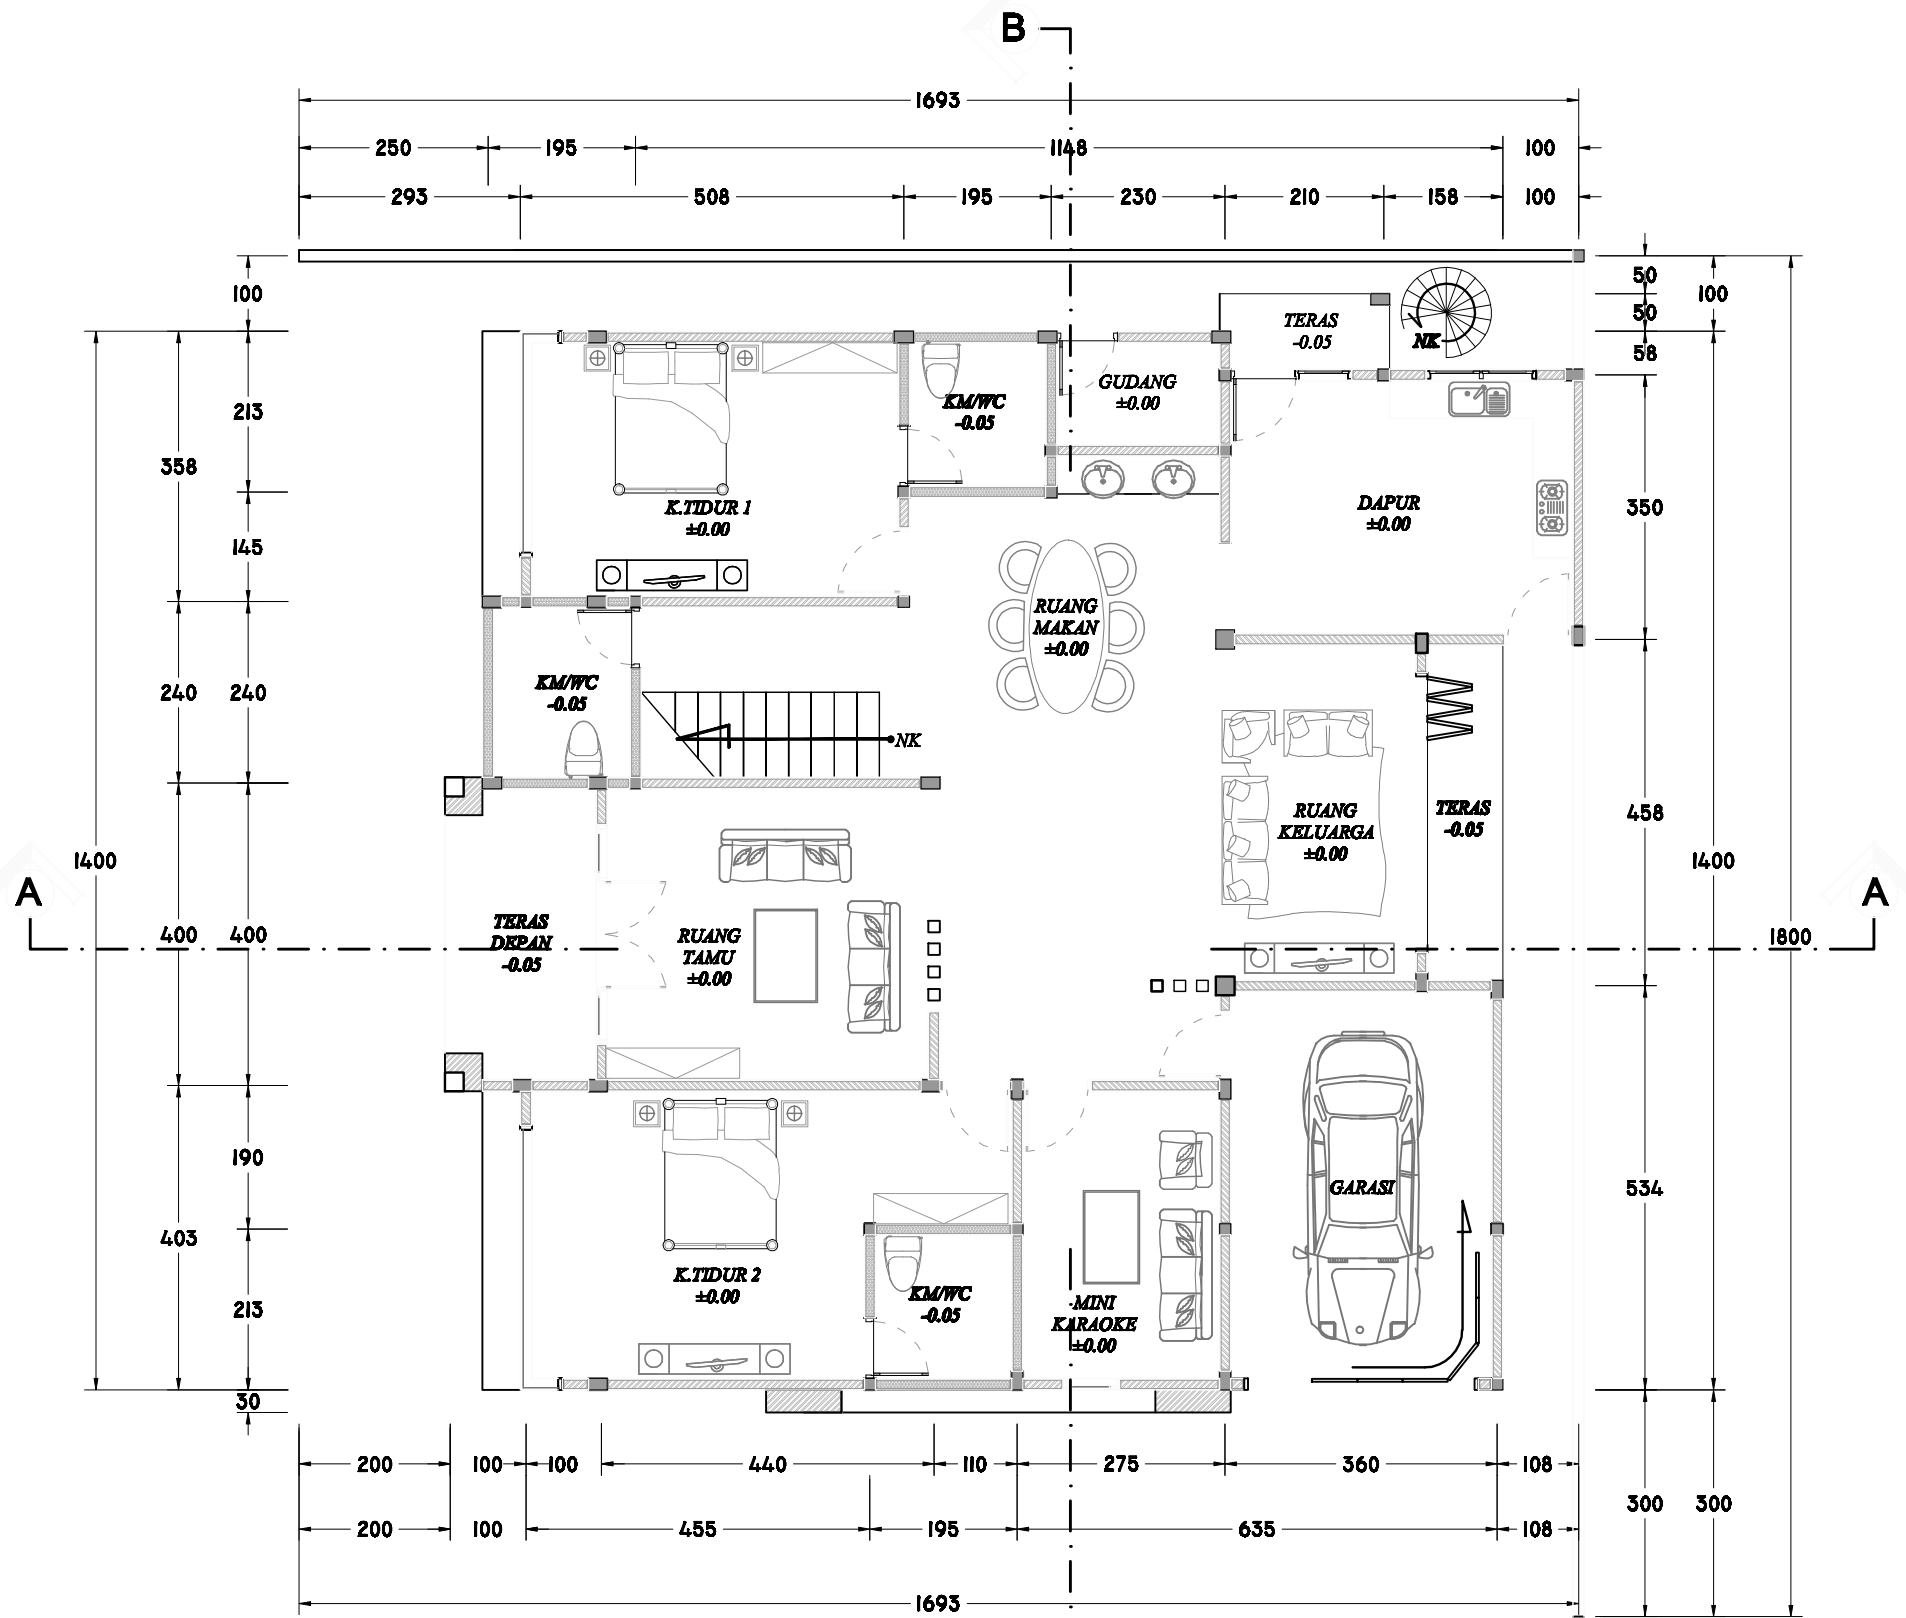 B
1693
250 195 1148 100
293 508 195 230 210 158 100
50
100 100
50
TERAS
-0.05
NK
58
213
GUDANG
±0.00
KM/WC
-0.05
358
K.TIDUR 1
±0.00
DAPUR
±0.00
350
145
RUANG
MAKAN
±0.00
240 240
KM/WC
-0.05
NK
RUANG
KELUARGA
±0.00
TERAS
-0.05
458
1400 1400
A A
400 400
TERAS
DEPAN
-0.05
RUANG
TAMU
±0.00
1800
190
GARASI
534
403
K.TIDUR 2
±0.00
KM/WC
-0.05
MINI
KARAOKE
±0.00
213
30
200 100 100 440 110 275 360 108
300 300
200 100 455 195 635 108
1693